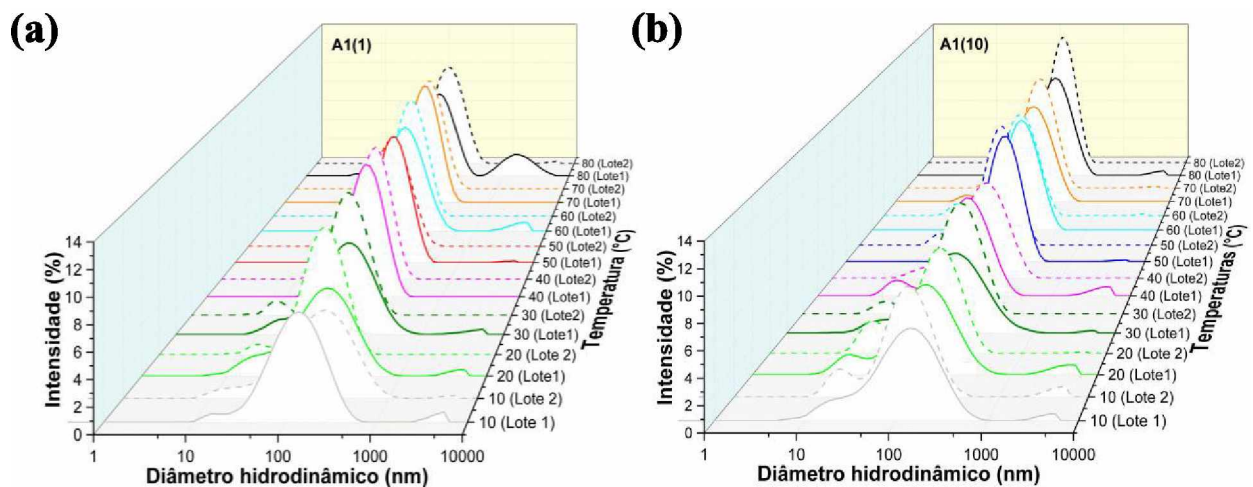 (a)
A1(1)
Intensidade (%)
14
12
10
8
6
4
2
0
1
10
100
1000
10000
Diâmetro hidrodinâmico (nm)
80 (Lote2)
80 (Lote1)
70 (Lote2)
70 (Lote1)
60 (Lote2)
60 (Lote1)
50 (Lote2)
50 (Lote1)
40 (Lote2)
40 (Lote1)
30 (Lote2)
30 (Lote1)
20 (Lote 2)
20 (Lote1)
10 (Lote 2)
10 (Lote 1)
Temperatura (°C)
(b)
A1(10)
Intensidade (%)
14
12
10
8
6
4
2
0
1
10
100
1000
10000
Diâmetro hidrodinâmico (nm)
80 (Lote2)
80 (Lote1)
70 (Lote2)
70 (Lote1)
60 (Lote2)
60 (Lote1)
50 (Lote2)
50 (Lote1)
40 (Lote2)
40 (Lote1)
30 (Lote2)
30 (Lote1)
20 (Lote 2)
20 (Lote1)
10 (Lote 2)
10 (Lote 1)
Temperaturas (°C)